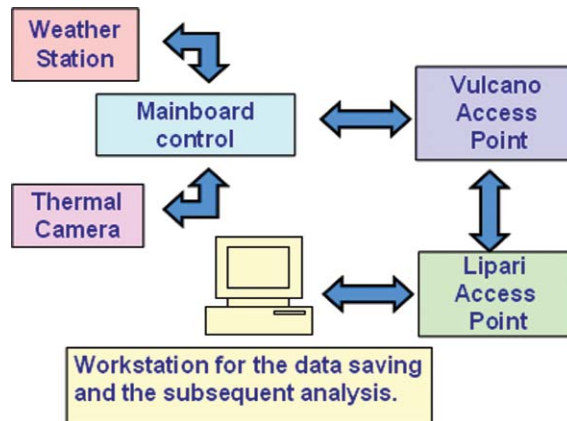 Weather
Station
Mainboard
control
Vulcano
Access
Point
Thermal
Camera
Lipari
Access
Point
Workstation for the data saving
and the subsequent analysis.